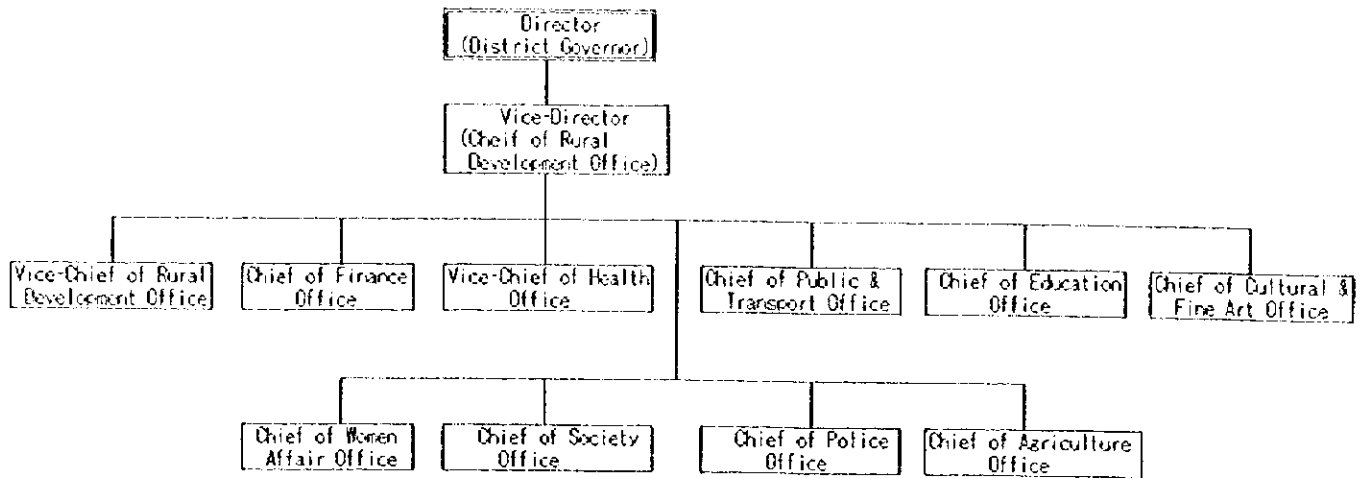 Director
(District Governor)
Vice-Director
(Cheif of Rural
Development Office)
Vice-Chief of Rural
Development Office
Chief of Finance
Office
Vice-Chief of Health
Office
Chief of Public &
Transport Office
Chief of Education
Office
Chief of Cultural &
Fine Art Office
Chief of Women
Affair Office
Chief of Society
Office
Chief of Police
Office
Chief of Agriculture
Office